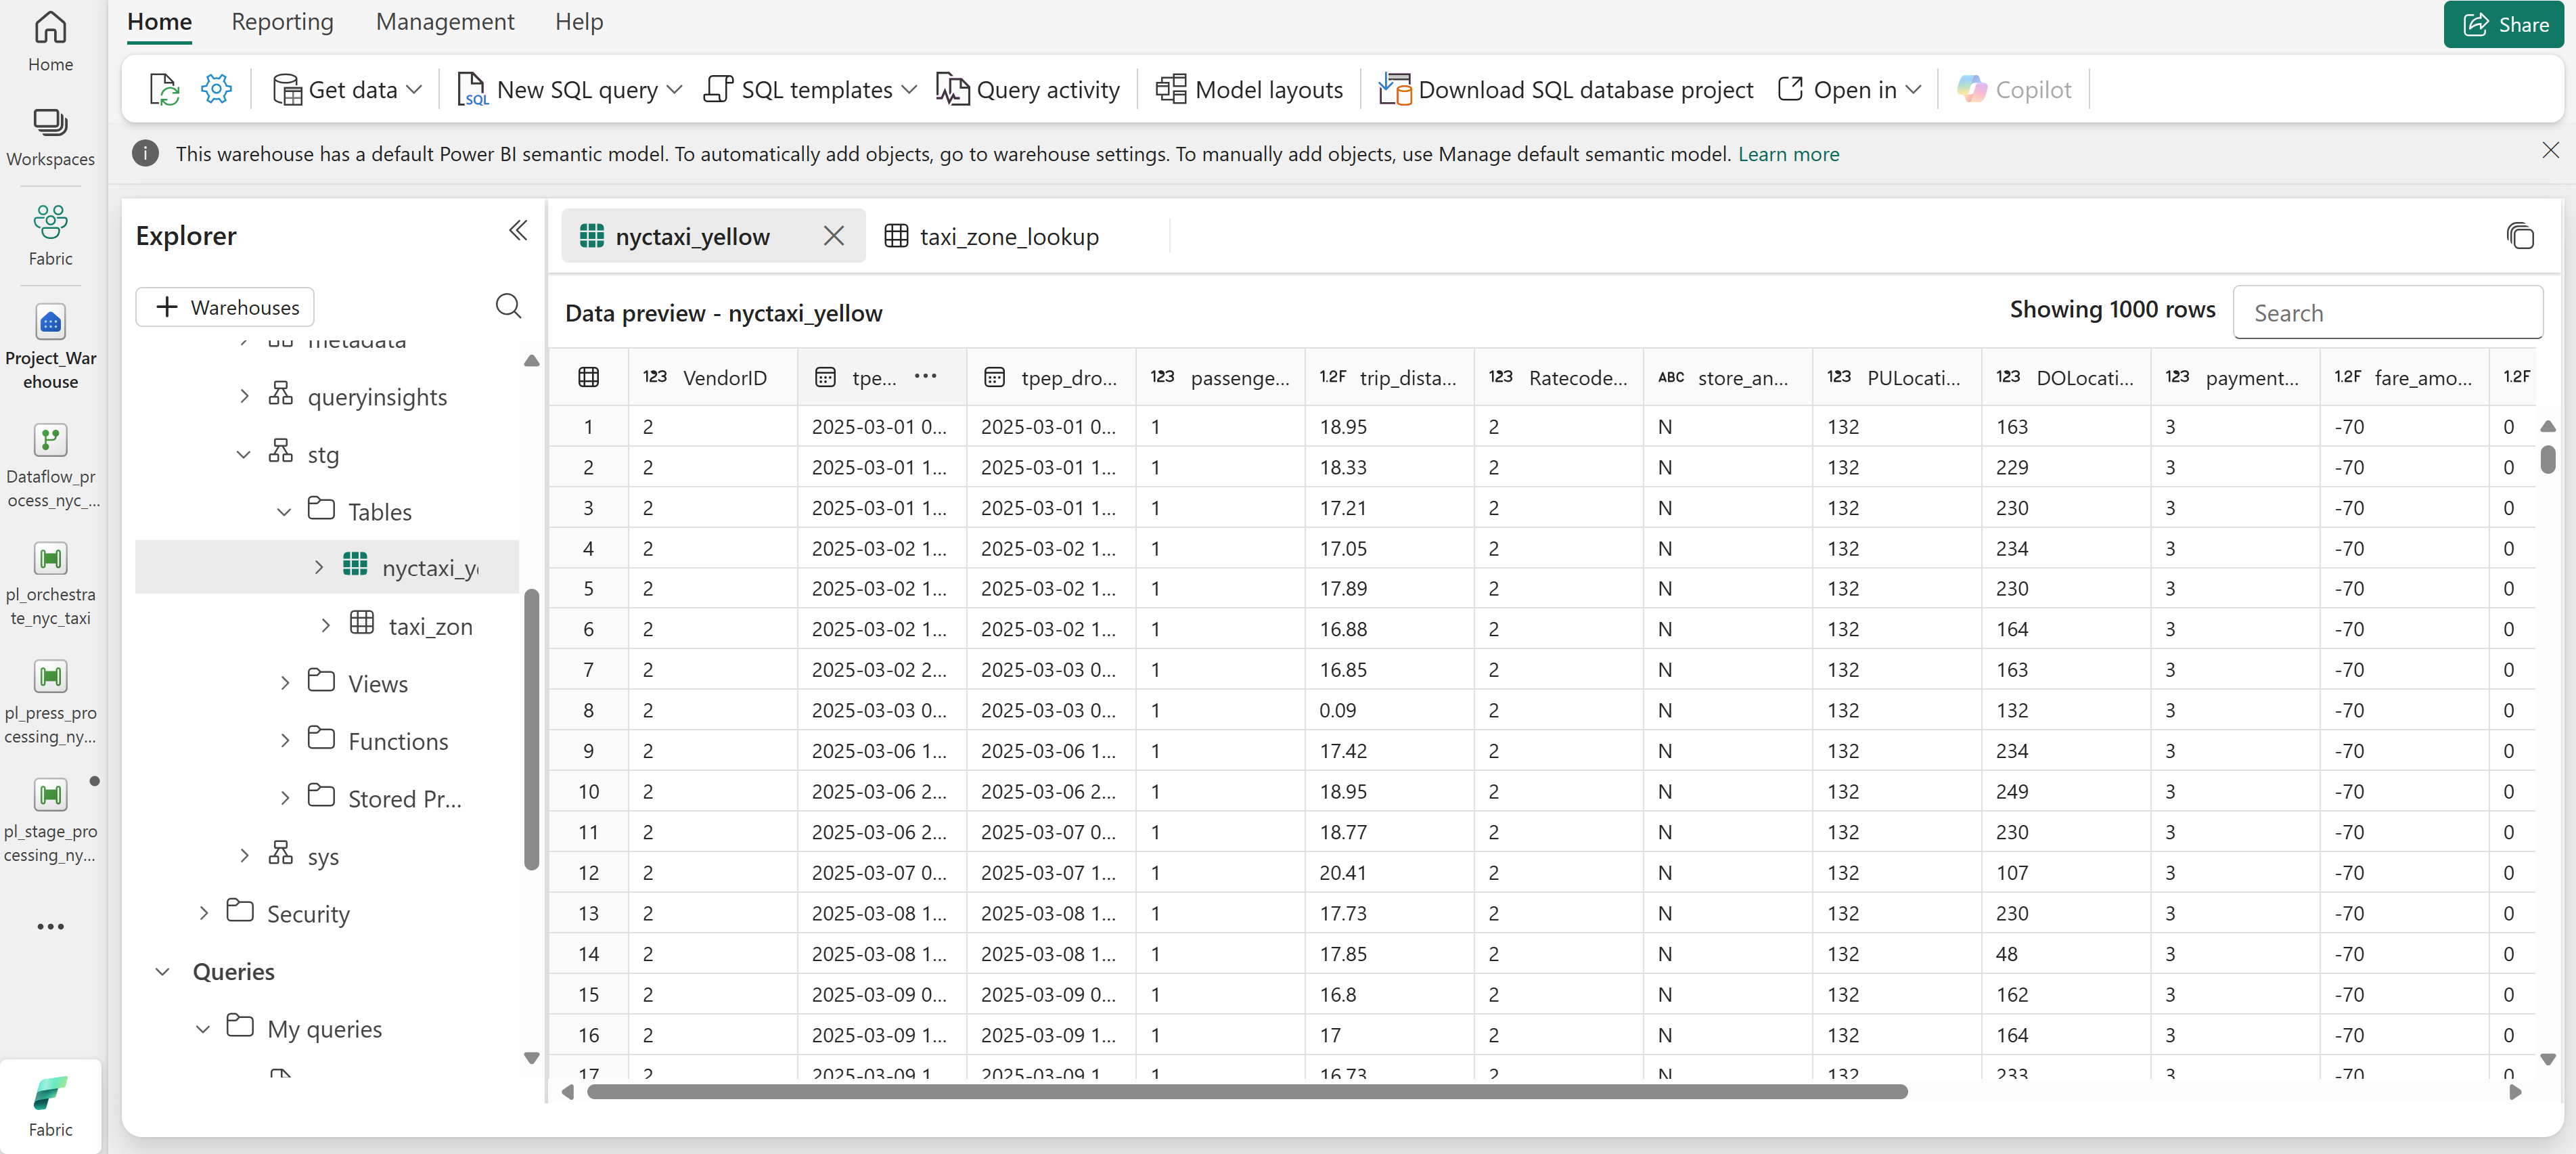 Home Reporting Management Help
Share
Get data New SQL query SQL templates Query activity Model layouts Download SQL database project Open in Copilot
This warehouse has a default Power BI semantic model. To automatically add objects, go to warehouse settings. To manually add objects, use Manage default semantic model. Learn more
Home
Workspaces
Fabric
Project_War
ehouse
Dataflow_pr
ocess_nyc_...
pl_orchestra
te_nyc_taxi
pl_press_pro
cessing_ny...
pl_stage_pro
cessing_ny...
Fabric
Explorer
Warehouses
metadata
queryinsights
stg
Tables
nyctaxi_y
taxi_zon
Views
Functions
Stored Pr...
sys
Security
Queries
My queries
nyctaxi_yellow taxi_zone_lookup
Data preview - nyctaxi_yellow
Showing 1000 rows
Search
123 VendorID tpe... tpep_dro... 123 passenge... 1.2F trip_dista... 123 Ratecode... ABC store_an... 123 PULocati... 123 DOLocati... 123 payment... 1.2F fare_amo... 1.2F
1 2 2025-03-01 0... 2025-03-01 0... 1 18.95 2 N 132 163 3 -70 0
2 2 2025-03-01 1... 2025-03-01 1... 1 18.33 2 N 132 229 3 -70 0
3 2 2025-03-01 1... 2025-03-01 1... 1 17.21 2 N 132 230 3 -70 0
4 2 2025-03-02 1... 2025-03-02 1... 1 17.05 2 N 132 234 3 -70 0
5 2 2025-03-02 1... 2025-03-02 1... 1 17.89 2 N 132 230 3 -70 0
6 2 2025-03-02 1... 2025-03-02 1... 1 16.88 2 N 132 164 3 -70 0
7 2 2025-03-02 2... 2025-03-03 0... 1 16.85 2 N 132 163 3 -70 0
8 2 2025-03-03 0... 2025-03-03 0... 1 0.09 2 N 132 132 3 -70 0
9 2 2025-03-06 1... 2025-03-06 1... 1 17.42 2 N 132 234 3 -70 0
10 2 2025-03-06 2... 2025-03-06 2... 1 18.95 2 N 132 249 3 -70 0
11 2 2025-03-06 2... 2025-03-07 0... 1 18.77 2 N 132 230 3 -70 0
12 2 2025-03-07 0... 2025-03-07 1... 1 20.41 2 N 132 107 3 -70 0
13 2 2025-03-08 1... 2025-03-08 1... 1 17.73 2 N 132 230 3 -70 0
14 2 2025-03-08 1... 2025-03-08 1... 1 17.85 2 N 132 48 3 -70 0
15 2 2025-03-09 0... 2025-03-09 0... 1 16.8 2 N 132 162 3 -70 0
16 2 2025-03-09 1... 2025-03-09 1... 1 17 2 N 132 164 3 -70 0
17 2 2025-03-09 1 2025-03-09 1 1 16.73 2 N 132 233 3 -70 0